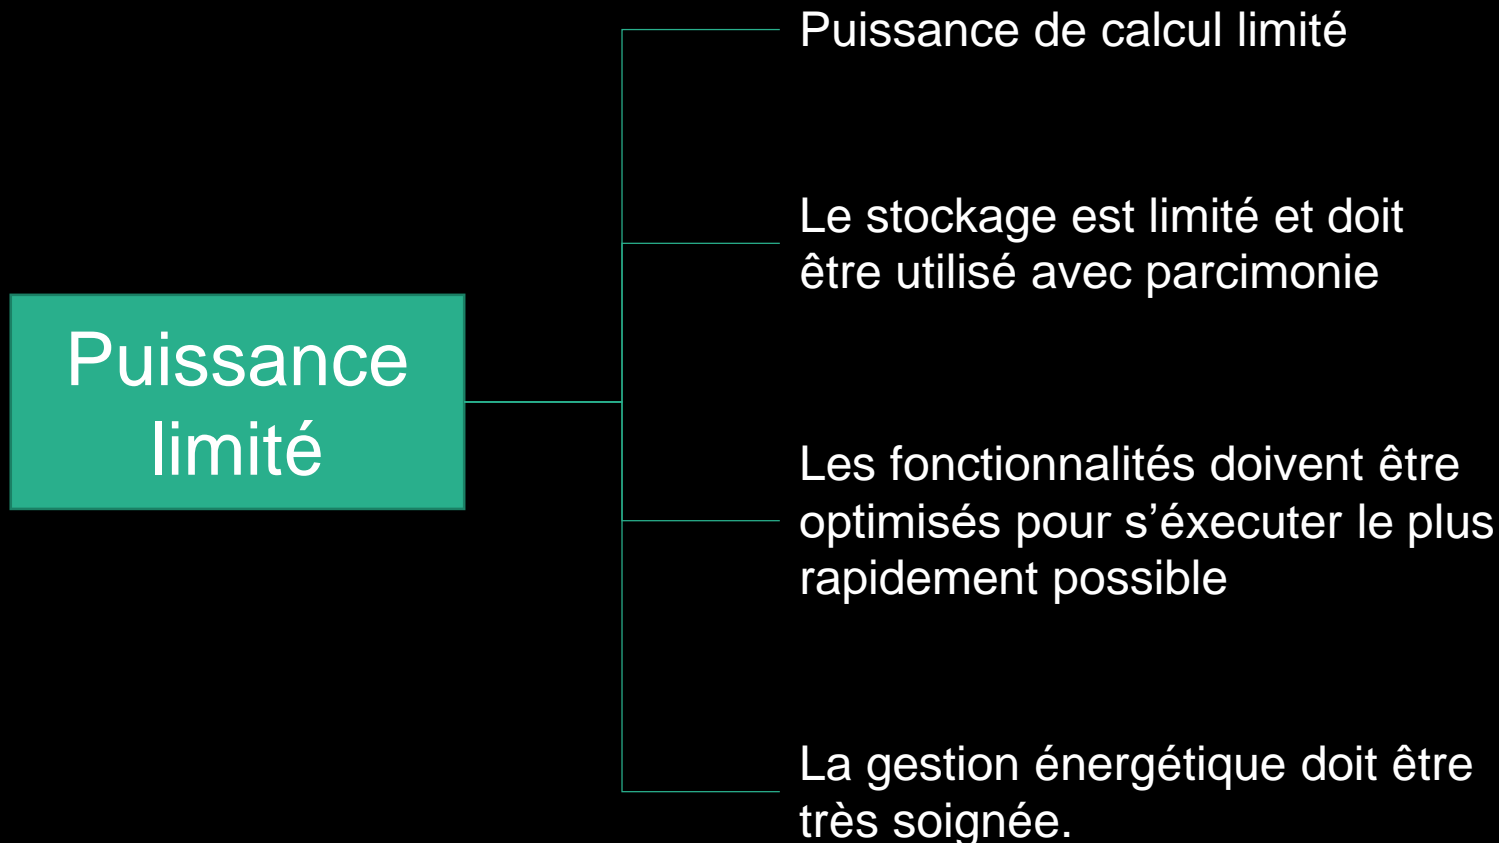 Puissance de calcul limité
Le stockage est limité et doit
être utilisé avec parcimonie
Puissance
limité
Les fonctionnalités doivent être
optimisés pour s’éxecuter le plus
rapidement possible
La gestion énergétique doit être
très soignée.